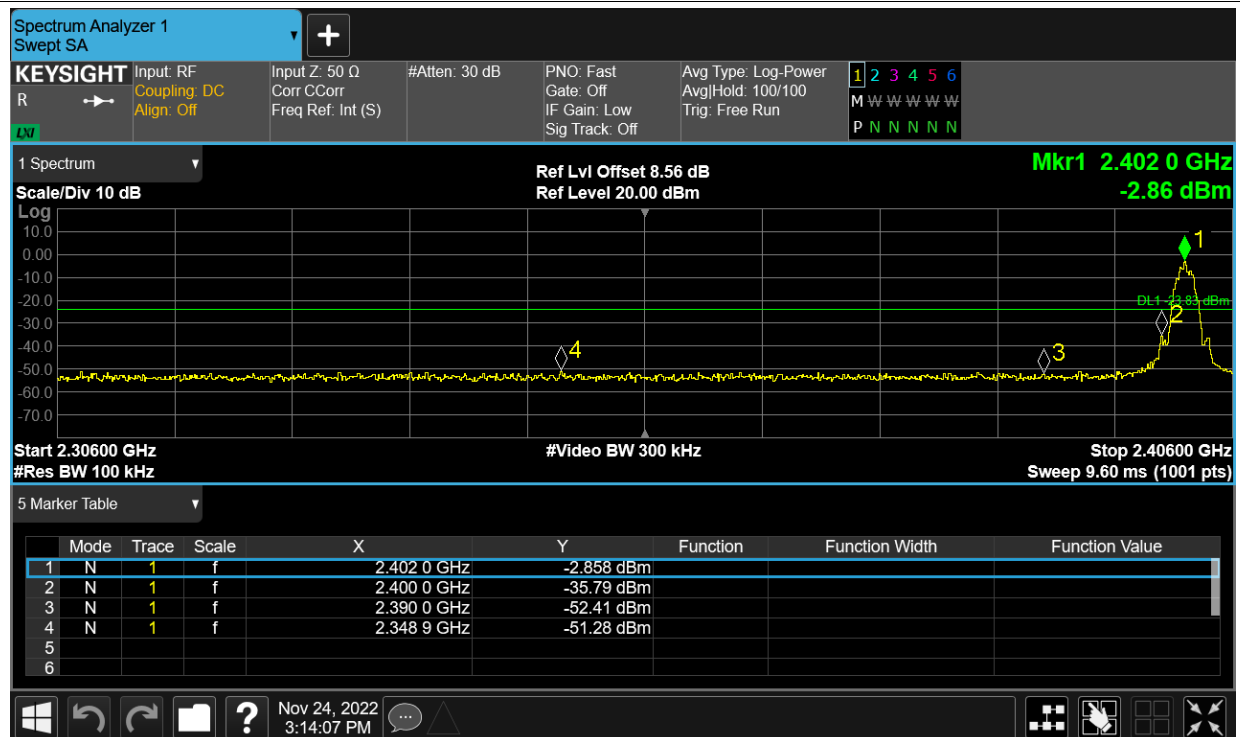 Spectrum Analyzer 1
Swept SA
KEYSIGHT
R
LXI
Input: RF
Coupling: DC
Align: Off
Input Z: 50 Ω
Corr CCorr
Freq Ref: Int (S)
#Atten: 30 dB
PNO: Fast
Gate: Off
IF Gain: Low
Sig Track: Off
Avg Type: Log-Power
Avg|Hold: 100/100
Trig: Free Run
1 2 3 4 5 6
M W W W W W
P N N N N N
1 Spectrum
Scale/Div 10 dB
Ref Lvl Offset 8.56 dB
Ref Level 20.00 dBm
Mkr1 2.402 0 GHz
-2.86 dBm
Log
10.0
0.00
-10.0
-20.0
-30.0
-40.0
-50.0
-60.0
-70.0
1
DL1 -23.83 dBm
2
4
3
Start 2.30600 GHz
#Res BW 100 kHz
#Video BW 300 kHz
Stop 2.40600 GHz
Sweep 9.60 ms (1001 pts)
5 Marker Table
Mode Trace Scale X Y Function Function Width Function Value
1 N 1 f 2.402 0 GHz -2.858 dBm
2 N 1 f 2.400 0 GHz -35.79 dBm
3 N 1 f 2.390 0 GHz -52.41 dBm
4 N 1 f 2.348 9 GHz -51.28 dBm
5
6
?
Nov 24, 2022
3:14:07 PM